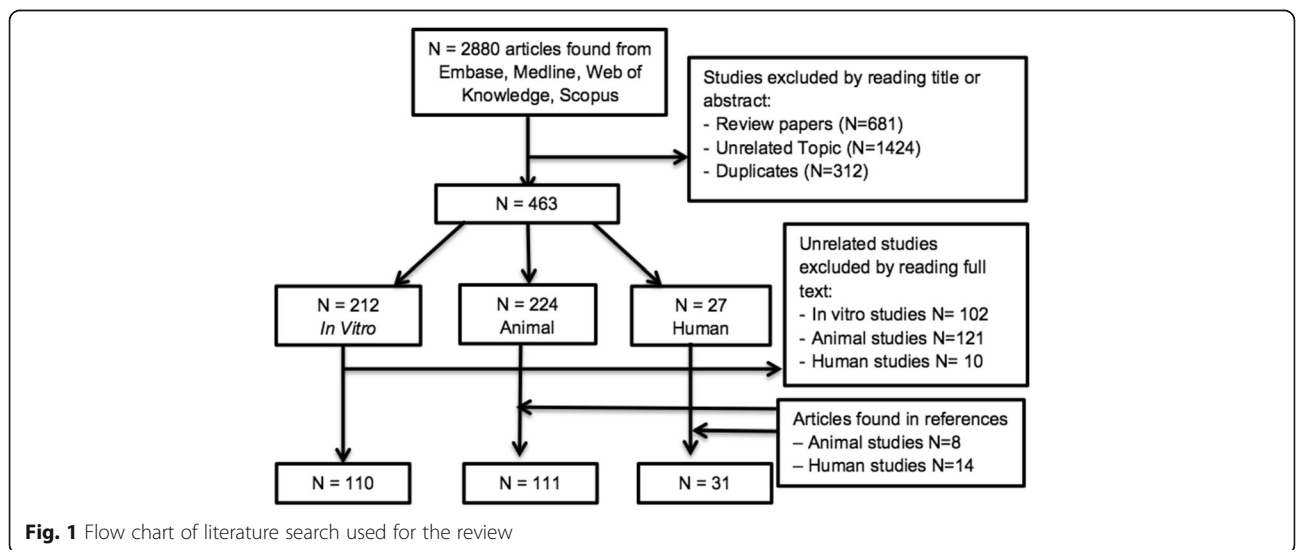 N = 2880 articles found from
Embase, Medline, Web of
Knowledge, Scopus
Studies excluded by reading title or
abstract:
- Review papers (N=681)
- Unrelated Topic (N=1424)
- Duplicates (N=312)
N = 463
Unrelated studies
excluded by reading full
text:
- In vitro studies N= 102
- Animal studies N=121
- Human studies N= 10
N = 212
In Vitro
N = 224
Animal
N = 27
Human
Articles found in references
– Animal studies N=8
– Human studies N=14
N = 110
N = 111
N = 31
Fig. 1 Flow chart of literature search used for the review